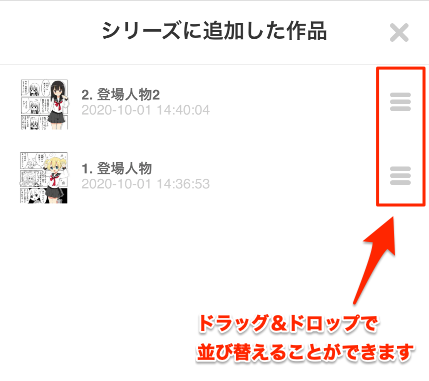 シリーズに追加した作品
2. 登場人物2
2020-10-01 14:40:04
1. 登場人物
2020-10-01 14:36:53
ドラッグ&ドロップで
並び替えることができます